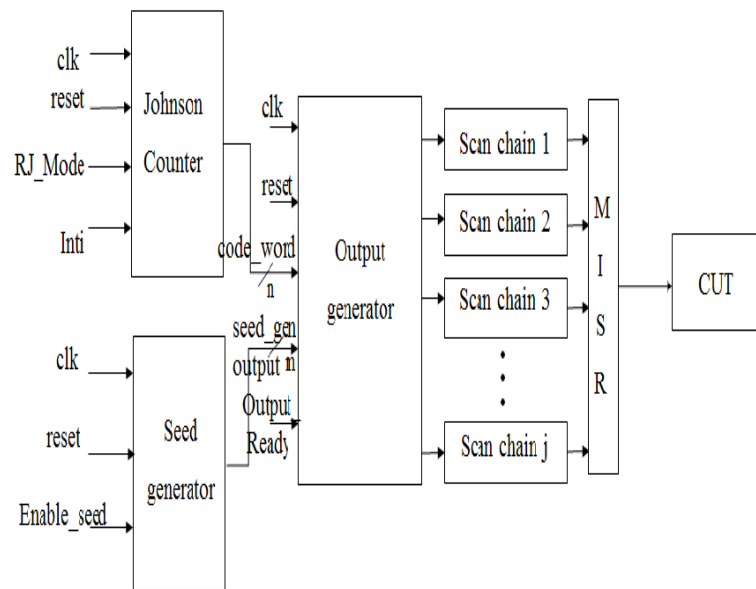 clk
reset
RJ_Mode
Inti
Johnson
Counter
clk
reset
code_word
n
seed_gen
output n
Output
Ready
Output
generator
clk
reset
Enable_seed
Seed
generator
Scan chain 1
Scan chain 2
Scan chain 3
Scan chain j
M
I
S
R
CUT